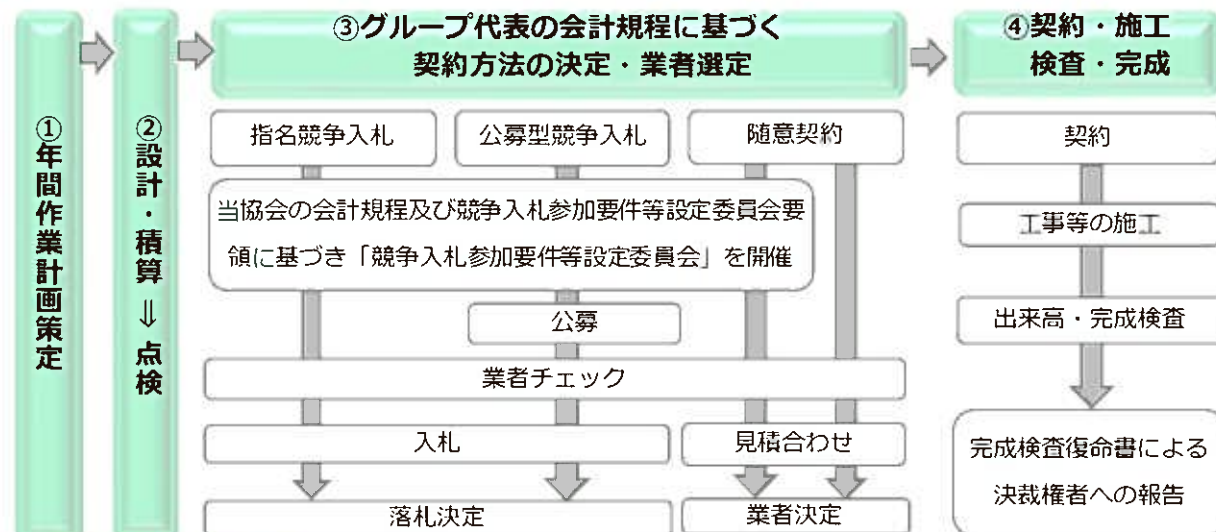 ①年間作業計画策定
②設計・積算⇒点検
③グループ代表の会計規程に基づく
契約方法の決定・業者選定
④契約・施工
検査・完成
指名競争入札
公募型競争入札
随意契約
当協会の会計規程及び競争入札参加要件等設定委員会要
領に基づき「競争入札参加要件等設定委員会」を開催
公募
業者チェック
入札
見積合わせ
落札決定
業者決定
契約
工事等の施工
出来高・完成検査
完成検査復命書による
決裁権者への報告